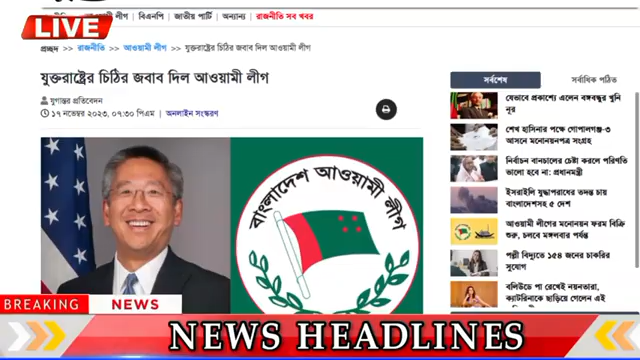 LIVE
লীগ | বিএনপি | জাতীয় পার্টি | অন্যান্য | রাজনীতি সব খবর
প্রচ্ছদ >> রাজনীতি >> আওয়ামী লীগ >> যুক্তরাষ্ট্রের চিঠির জবাব দিল আওয়ামী লীগ
যুক্তরাষ্ট্রের চিঠির জবাব দিল আওয়ামী লীগ
যুগান্তর প্রতিবেদন
১৭ নভেম্বর ২০২৩, ০৭:৩০ পিএম | অনলাইন সংস্করণ
বাংলাদেশ আওয়ামী লীগ
সর্বশেষ
সর্বাধিক পঠিত
যেভাবে প্রকাশ্যে এলেন বঙ্গবন্ধুর খুনি
নূর
শেখ হাসিনার পক্ষে গোপালগঞ্জ-৩
আসনে মনোনয়নপত্র সংগ্রহ
নির্বাচন বানচালের চেষ্টা করলে পরিণতি
ভালো হবে না: প্রধানমন্ত্রী
ইসরাইলি যুদ্ধাপরাধের তদন্ত চায়
বাংলাদেশসহ ৫ দেশ
আওয়ামী লীগের মনোনয়ন ফরম বিক্রি
শুরু, চলবে মঙ্গলবার পর্যন্ত
পল্লী বিদ্যুতে ১৫৪ জনের চাকরির
সুযোগ
বলিউডে পা রেখেই নয়নতারা,
ক্যাটরিনাকে ছাড়িয়ে গেলেন এই
BREAKING NEWS
NEWS HEADLINES